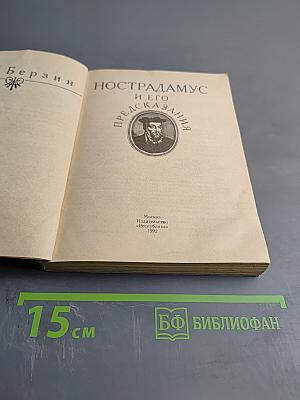 Берзин
НОСТРАДАМУС
И ЕГО
ПРЕДСКАЗАНИЯ
Москва
Издательство
«Республика»
1992
15 см
БФ БИБЛИОФАН